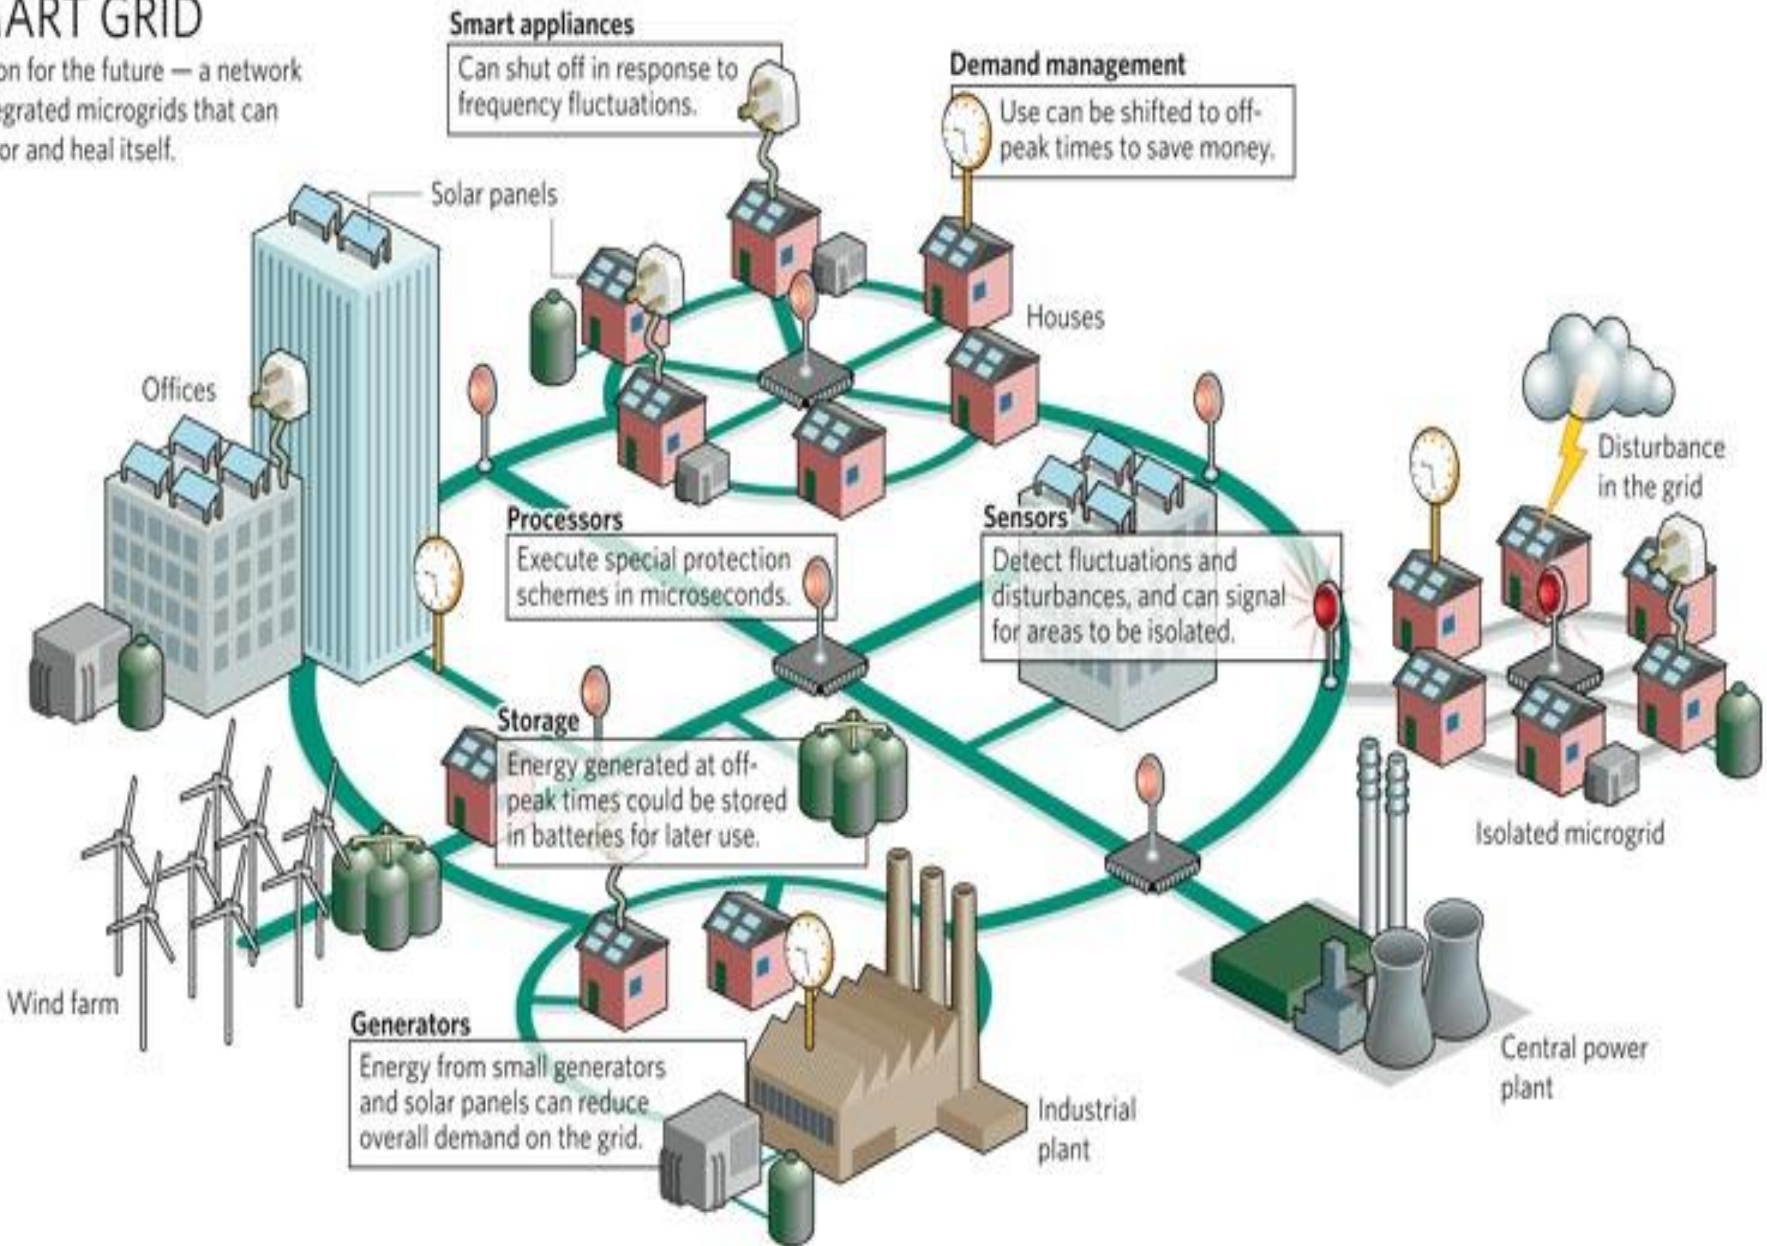 GRID
for the future — a network
microgrids that can
and heal itself.
Smart appliances
Can shut off in response to
frequency fluctuations.
Demand management
Use can be shifted to off-
peak times to save money.
Solar panels
Houses
Offices
Disturbance
in the grid
Processors
Execute special protection
schemes in microseconds.
Sensors
Detect fluctuations and
disturbances, and can signal
for areas to be isolated.
Storage
Energy generated at off-
peak times could be stored
in batteries for later use.
Isolated microgrid
Wind farm
Generators
Energy from small generators
and solar panels can reduce
overall demand on the grid.
Industrial
plant
Central power
plant